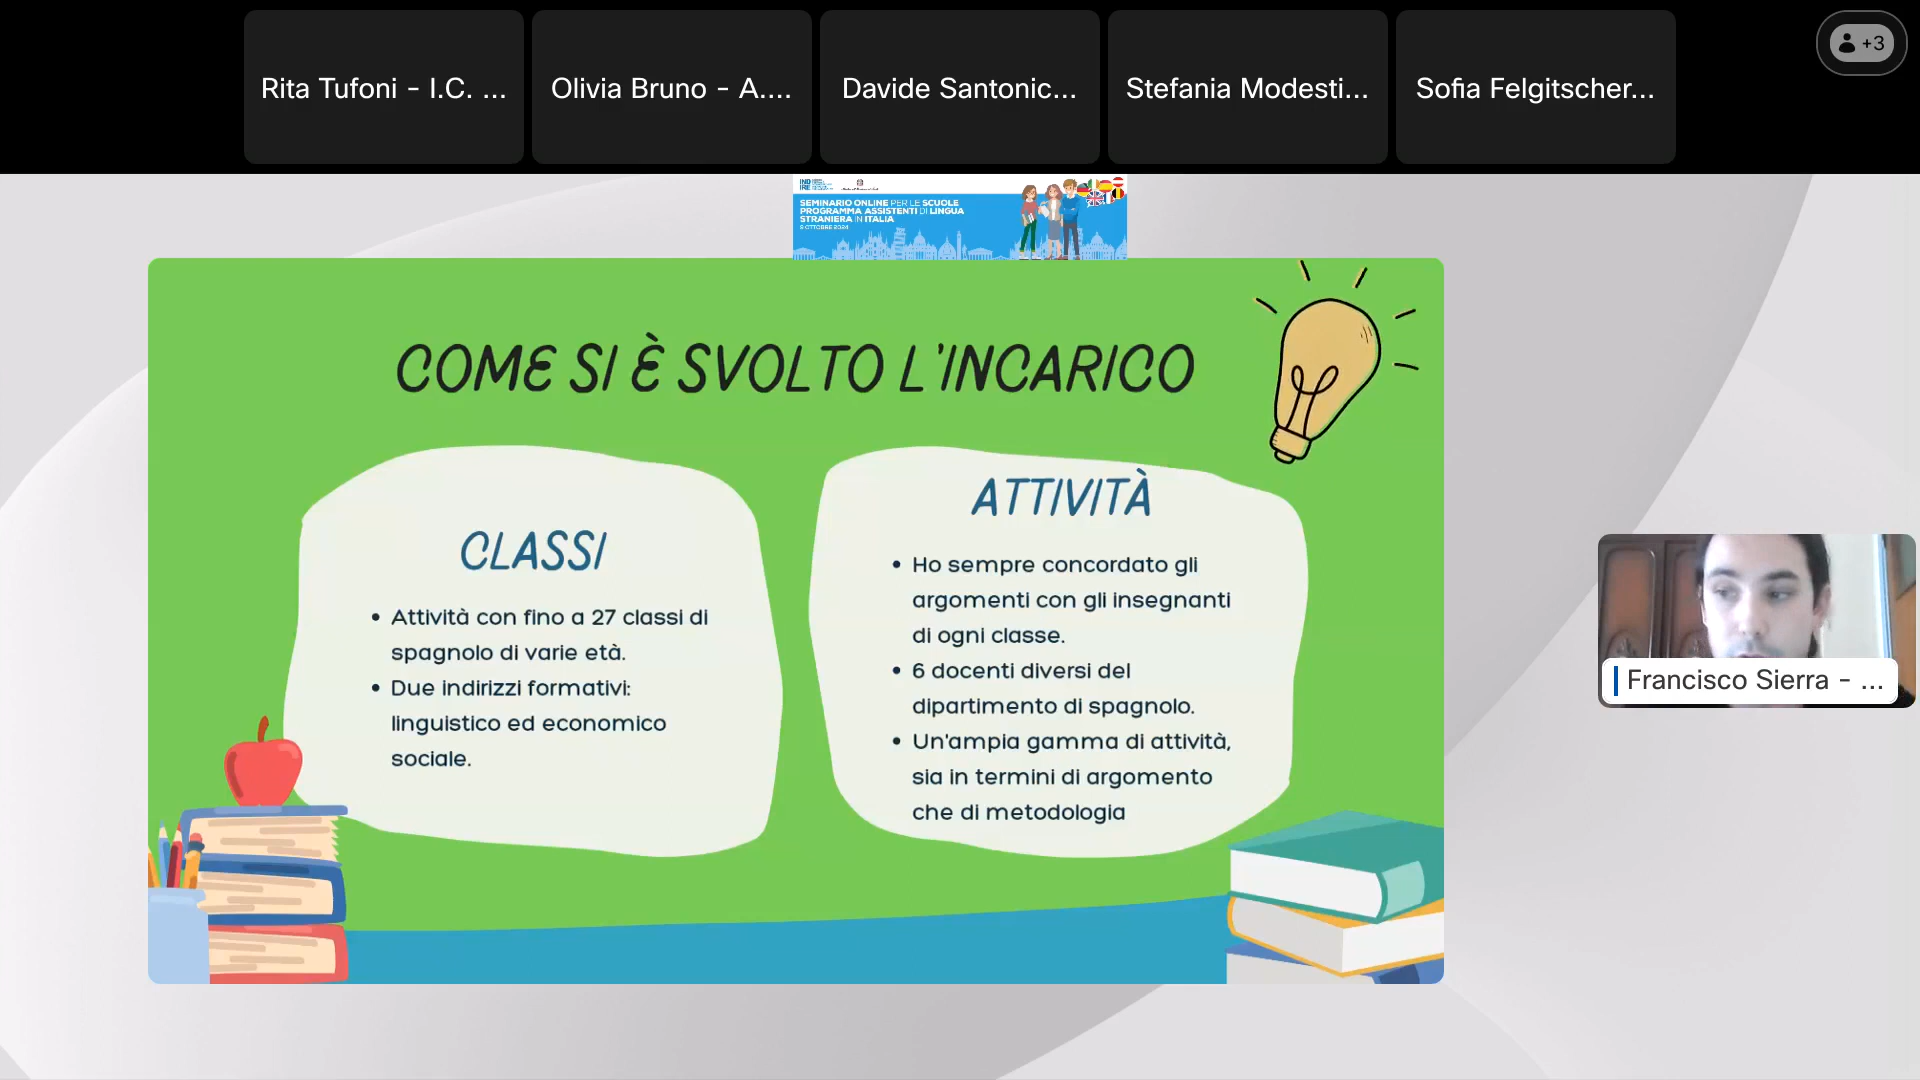 Rita Tufoni - I.C. ...
Olivia Bruno - A....
Davide Santonic...
Stefania Modesti...
Sofia Felgitscher...
+3
INDIRE
SEMINARIO ONLINE PER LE SCUOLE
PROGRAMMA ASSISTENTI DI LINGUA
STRANIERA IN ITALIA
9 OTTOBRE 2024
COME SI È SVOLTO L'INCARICO
CLASSI
• Attività con fino a 27 classi di
spagnolo di varie età.
• Due indirizzi formativi:
linguistico ed economico
sociale.
ATTIVITÀ
• Ho sempre concordato gli
argomenti con gli insegnanti
di ogni classe.
• 6 docenti diversi del
dipartimento di spagnolo.
• Un'ampia gamma di attività,
sia in termini di argomento
che di metodologia
Francisco Sierra - ...